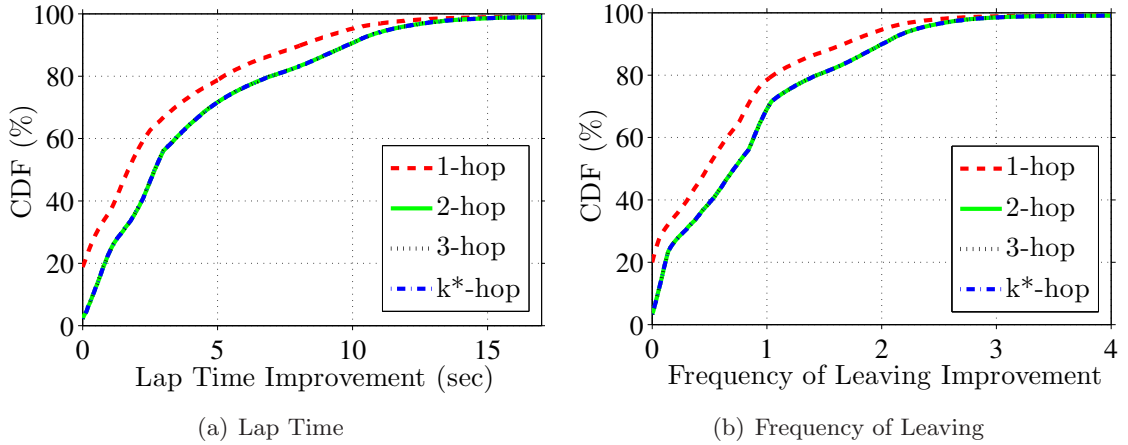 100
80
60
40
20
0
CDF (%)
1-hop
2-hop
3-hop
k*-hop
0 5 10 15
Lap Time Improvement (sec)
(a) Lap Time
100
80
60
40
20
0
CDF (%)
1-hop
2-hop
3-hop
k*-hop
0 1 2 3 4
Frequency of Leaving Improvement
(b) Frequency of Leaving